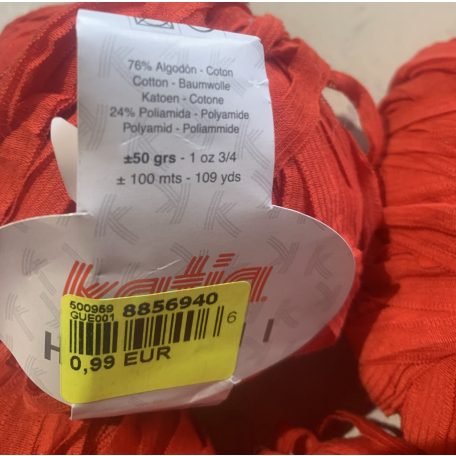 76% Algodón - Coton
Cotton - Baumwolle
Katoen - Cotone
24% Poliamida - Polyamide
Polyamid - Poliammide
±50 grs - 1 oz 3/4
± 100 mts - 109 yds
katia
500969
GUE001 8856940
6
0,99 EUR
H I